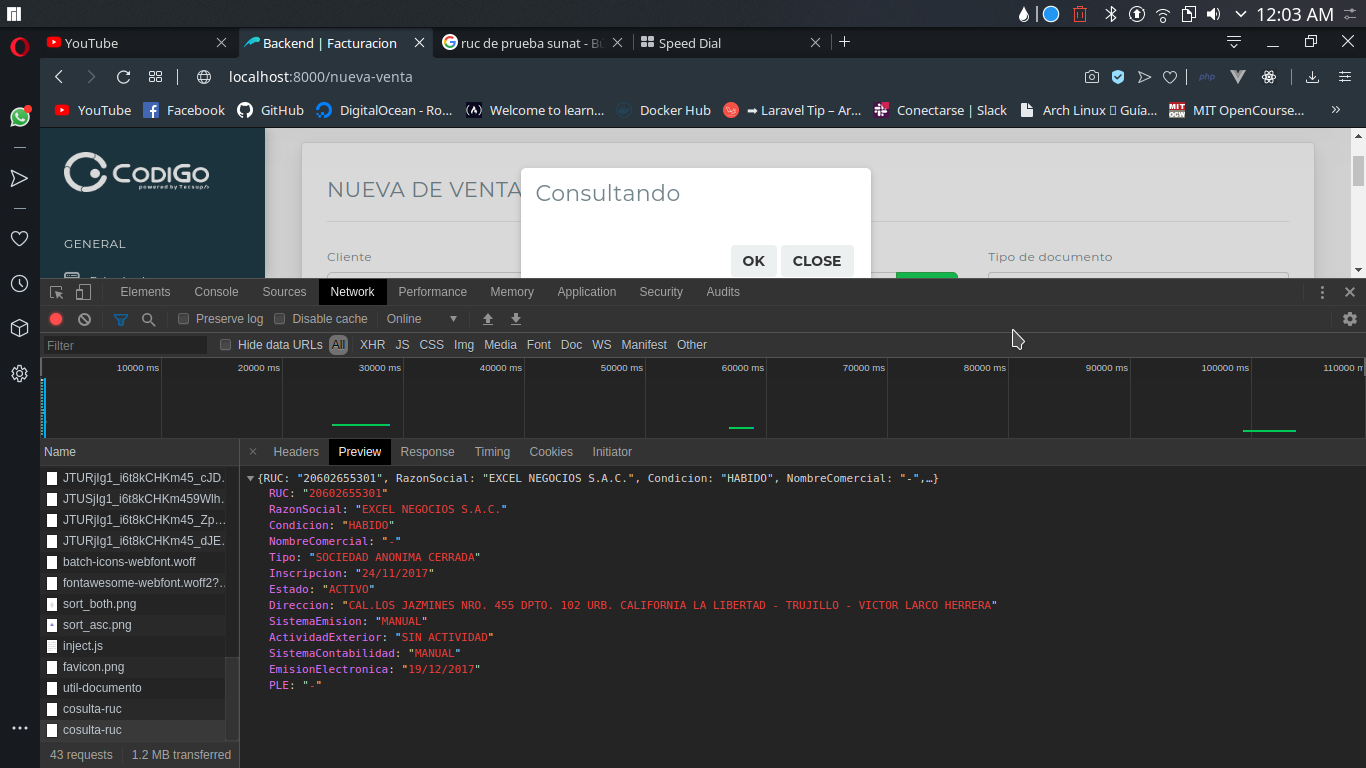 12:03 AM
YouTube
Backend | Facturacion
ruc de prueba sunat - Bú
Speed Dial
localhost:8000/nueva-venta
php
YouTube
Facebook
GitHub
DigitalOcean - Ro...
Welcome to learn...
Docker Hub
➡ Laravel Tip – Ar...
Conectarse | Slack
Arch Linux ▯ Guía...
MIT OpenCourse...
CODIGO
powered by Tecsup
GENERAL
NUEVA DE VENTA
Consultando
OK CLOSE
Cliente
Tipo de documento
Elements Console Sources Network Performance Memory Application Security Audits
Preserve log Disable cache Online
Filter Hide data URLs All XHR JS CSS Img Media Font Doc WS Manifest Other
10000 ms 20000 ms 30000 ms 40000 ms 50000 ms 60000 ms 70000 ms 80000 ms 90000 ms 100000 ms 110000 m
Name
× Headers Preview Response Timing Cookies Initiator
JTURjIg1_i6t8kCHKm45_cJD...
JTUSjIg1_i6t8kCHKm459Wlh...
JTURjIg1_i6t8kCHKm45_Zp...
JTURjIg1_i6t8kCHKm45_dJE...
batch-icons-webfont.woff
fontawesome-webfont.woff2?...
sort_both.png
sort_asc.png
inject.js
favicon.png
util-documento
cosulta-ruc
cosulta-ruc
43 requests 1.2 MB transferred
{RUC: "20602655301", RazonSocial: "EXCEL NEGOCIOS S.A.C.", Condicion: "HABIDO", NombreComercial: "-",…}
RUC: "20602655301"
RazonSocial: "EXCEL NEGOCIOS S.A.C."
Condicion: "HABIDO"
NombreComercial: "-"
Tipo: "SOCIEDAD ANONIMA CERRADA"
Inscripcion: "24/11/2017"
Estado: "ACTIVO"
Direccion: "CAL.LOS JAZMINES NRO. 455 DPTO. 102 URB. CALIFORNIA LA LIBERTAD - TRUJILLO - VICTOR LARCO HERRERA"
SistemaEmision: "MANUAL"
ActividadExterior: "SIN ACTIVIDAD"
SistemaContabilidad: "MANUAL"
EmisionElectronica: "19/12/2017"
PLE: "-"